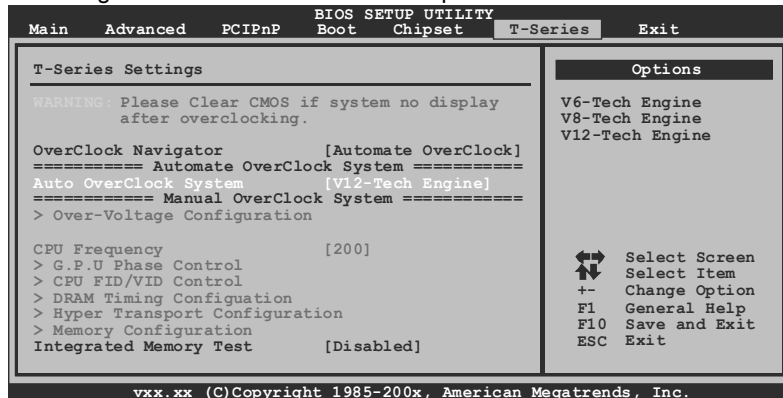 BIOS SETUP UTILITY
Main Advanced PCIPnP Boot Chipset T-Series Exit
T-Series Settings
WARNING: Please Clear CMOS if system no display
after overclocking.
OverClock Navigator [Automate OverClock]
=========== Automate OverClock System ===========
Auto OverClock System [V12-Tech Engine]
============ Manual OverClock System ============
> Over-Voltage Configuration
CPU Frequency [200]
> G.P.U Phase Control
> CPU FID/VID Control
> DRAM Timing Configuation
> Hyper Transport Configuration
> Memory Configuration
Integrated Memory Test [Disabled]
Options
V6-Tech Engine
V8-Tech Engine
V12-Tech Engine
Select Screen
Select Item
+- Change Option
F1 General Help
F10 Save and Exit
ESC Exit
vxx.xx (C)Copyright 1985-200x, American Megatrends, Inc.